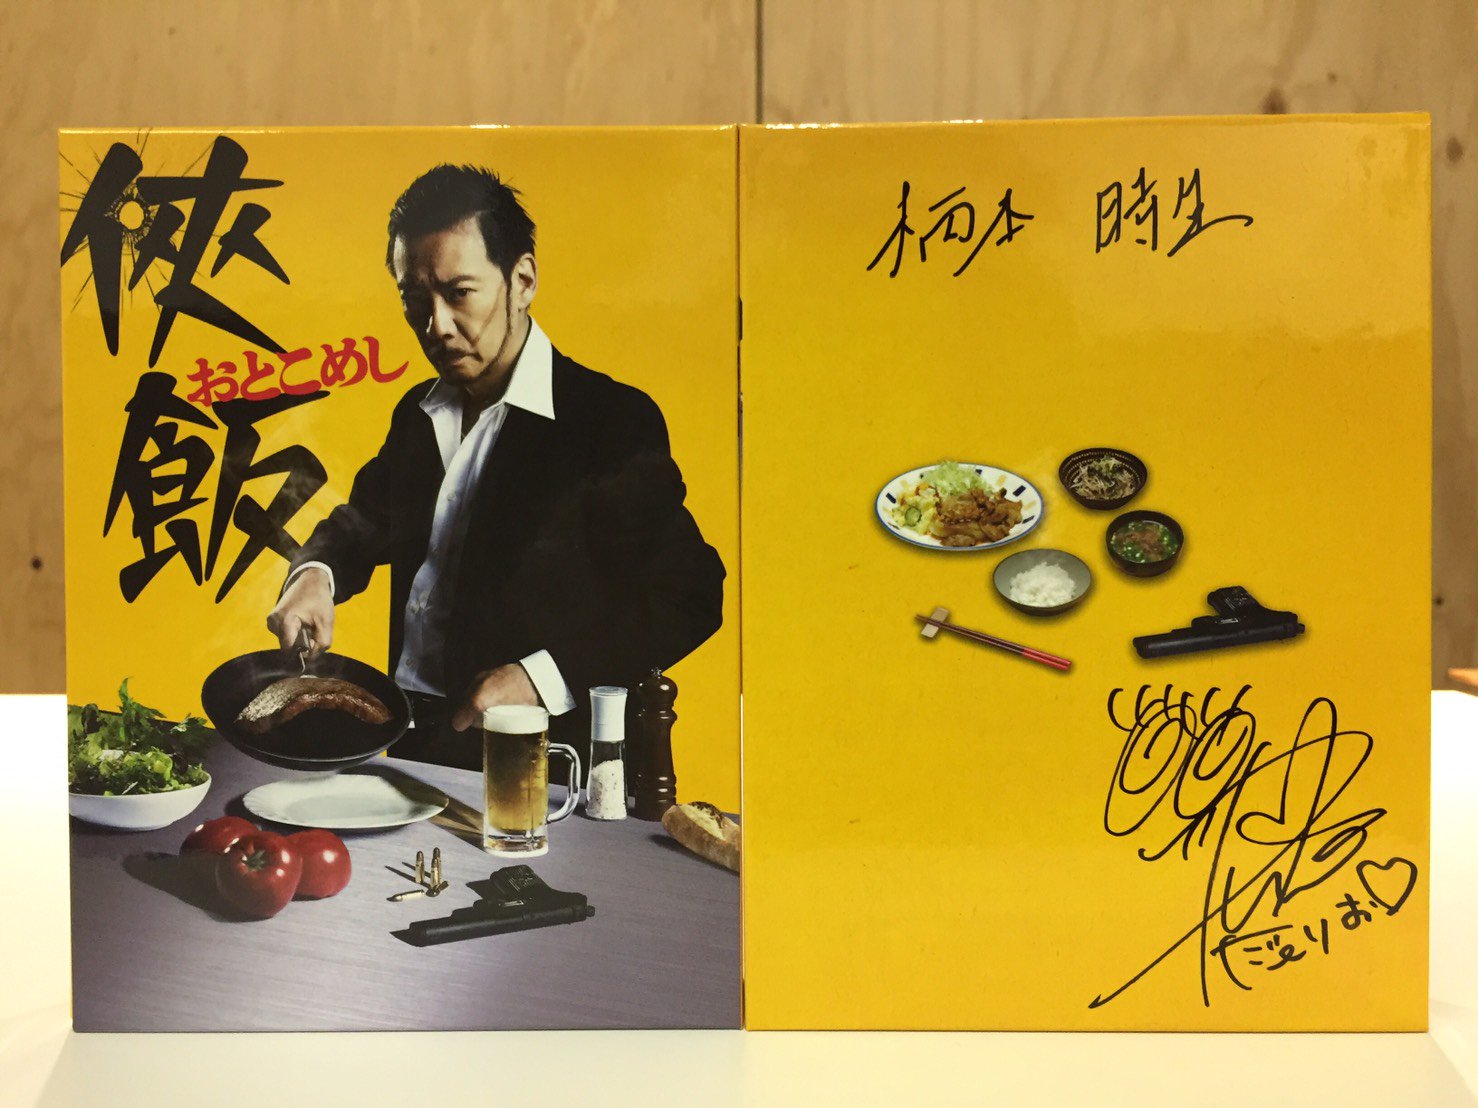 侠飯
おとこめし
柄本 時生